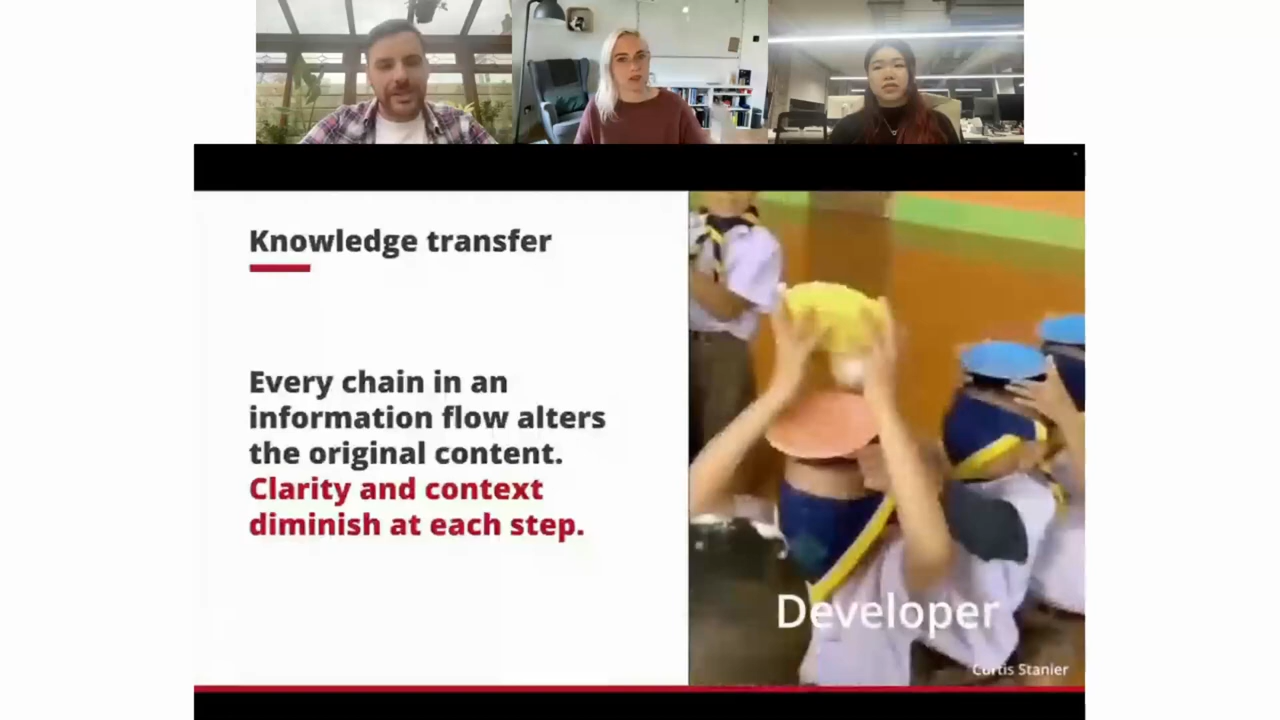 Knowledge transfer
Every chain in an
information flow alters
the original content.
Clarity and context
diminish at each step.
Developer
Curtis Stanier